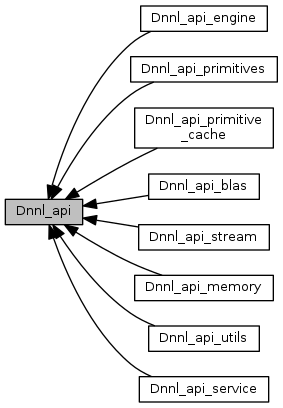 Dnnl_api_engine
Dnnl_api_primitives
Dnnl_api_primitive
_cache
Dnnl_api_blas
Dnnl_api
Dnnl_api_stream
Dnnl_api_memory
Dnnl_api_utils
Dnnl_api_service